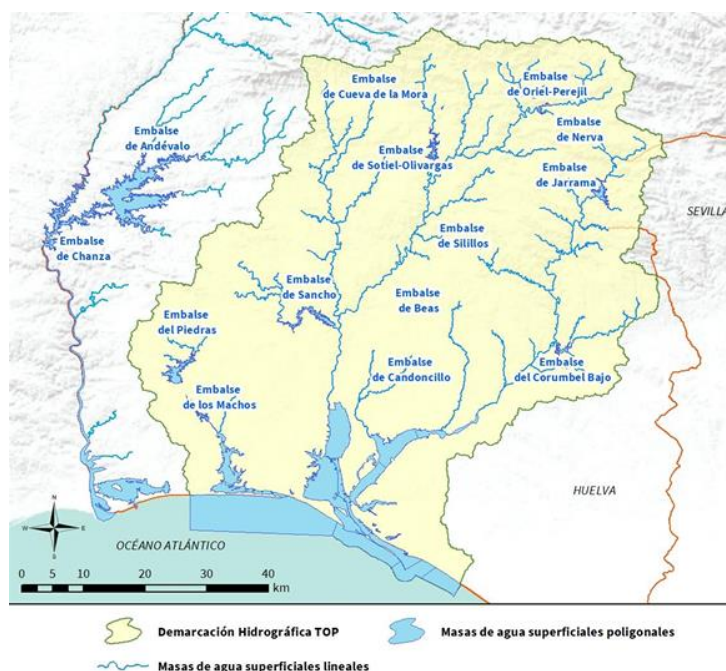 Embalse
de Cueva de la Mora
Embalse
de Oriel-Perejil
Embalse
de Andévalo
Embalse
de Nerva
Embalse
de Sotiel-Olivargas
Embalse
de Jarrama
SEVILLA
Embalse
de Chanza
Embalse
de Silillos
Embalse
de Sancho
Embalse
de Beas
Embalse
del Piedras
Embalse
de Candoncillo
Embalse
del Corumbel Bajo
Embalse
de los Machos
HUELVA
N
W
E
S
OCÉANO ATLÁNTICO
0 5 10 20 30 40
km
Demarcación Hidrográfica TOP
Masas de agua superficiales poligonales
Masas de agua superficiales lineales